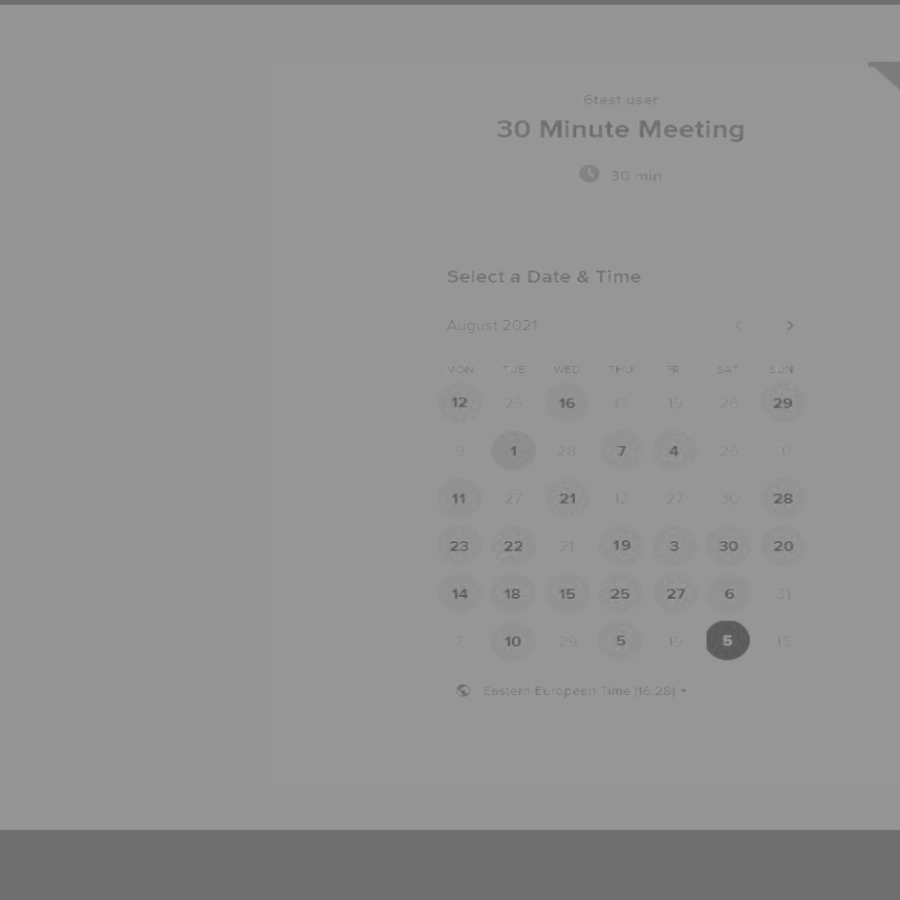 6test user
30 Minute Meeting
30 min
Select a Date & Time
August 2021
MON TUE WED THU FRI SAT SUN
12 25 16 13 19 26 29
9 1 28 7 4 26
11 27 21 12 27 30 28
23 22 21 19 3 30 20
14 18 15 25 27 6 31
7 10 29 5 19 5 15
Eastern European Time (16:28)